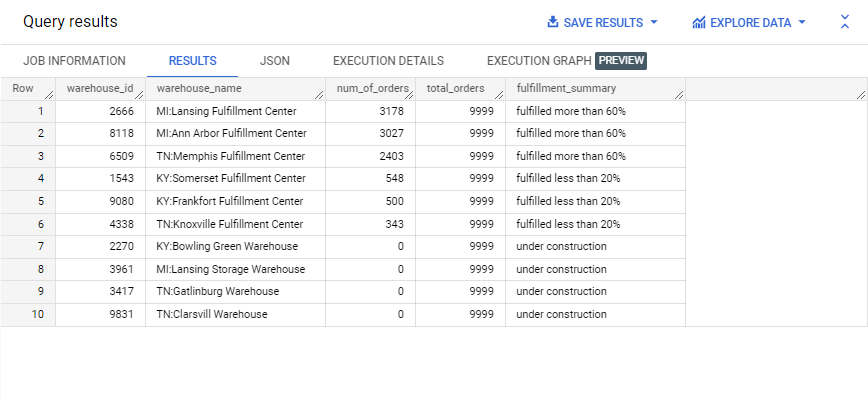 Query results SAVE RESULTS EXPLORE DATA
JOB INFORMATION RESULTS JSON EXECUTION DETAILS EXECUTION GRAPH PREVIEW
Row warehouse_id warehouse_name num_of_orders total_orders fulfillment_summary
1 2666 MI:Lansing Fulfillment Center 3178 9999 fulfilled more than 60%
2 8118 MI:Ann Arbor Fulfillment Center 3027 9999 fulfilled more than 60%
3 6509 TN:Memphis Fulfillment Center 2403 9999 fulfilled more than 60%
4 1543 KY:Somerset Fulfillment Center 548 9999 fulfilled less than 20%
5 9080 KY:Frankfort Fulfillment Center 500 9999 fulfilled less than 20%
6 4338 TN:Knoxville Fulfillment Center 343 9999 fulfilled less than 20%
7 2270 KY:Bowling Green Warehouse 0 9999 under construction
8 3961 MI:Lansing Storage Warehouse 0 9999 under construction
9 3417 TN:Gatlinburg Warehouse 0 9999 under construction
10 9831 TN:Clarsvill Warehouse 0 9999 under construction